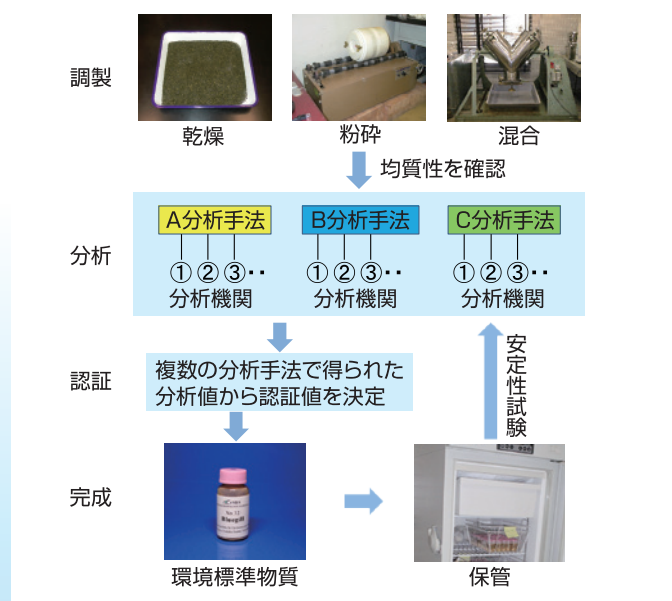 調製
乾燥
粉砕
混合
均質性を確認
分析
A分析手法
B分析手法
C分析手法
①②③・・
①②③・・
①②③・・
分析機関
分析機関
分析機関
認証
複数の分析手法で得られた
分析値から認証値を決定
安定性試験
完成
環境標準物質
保管